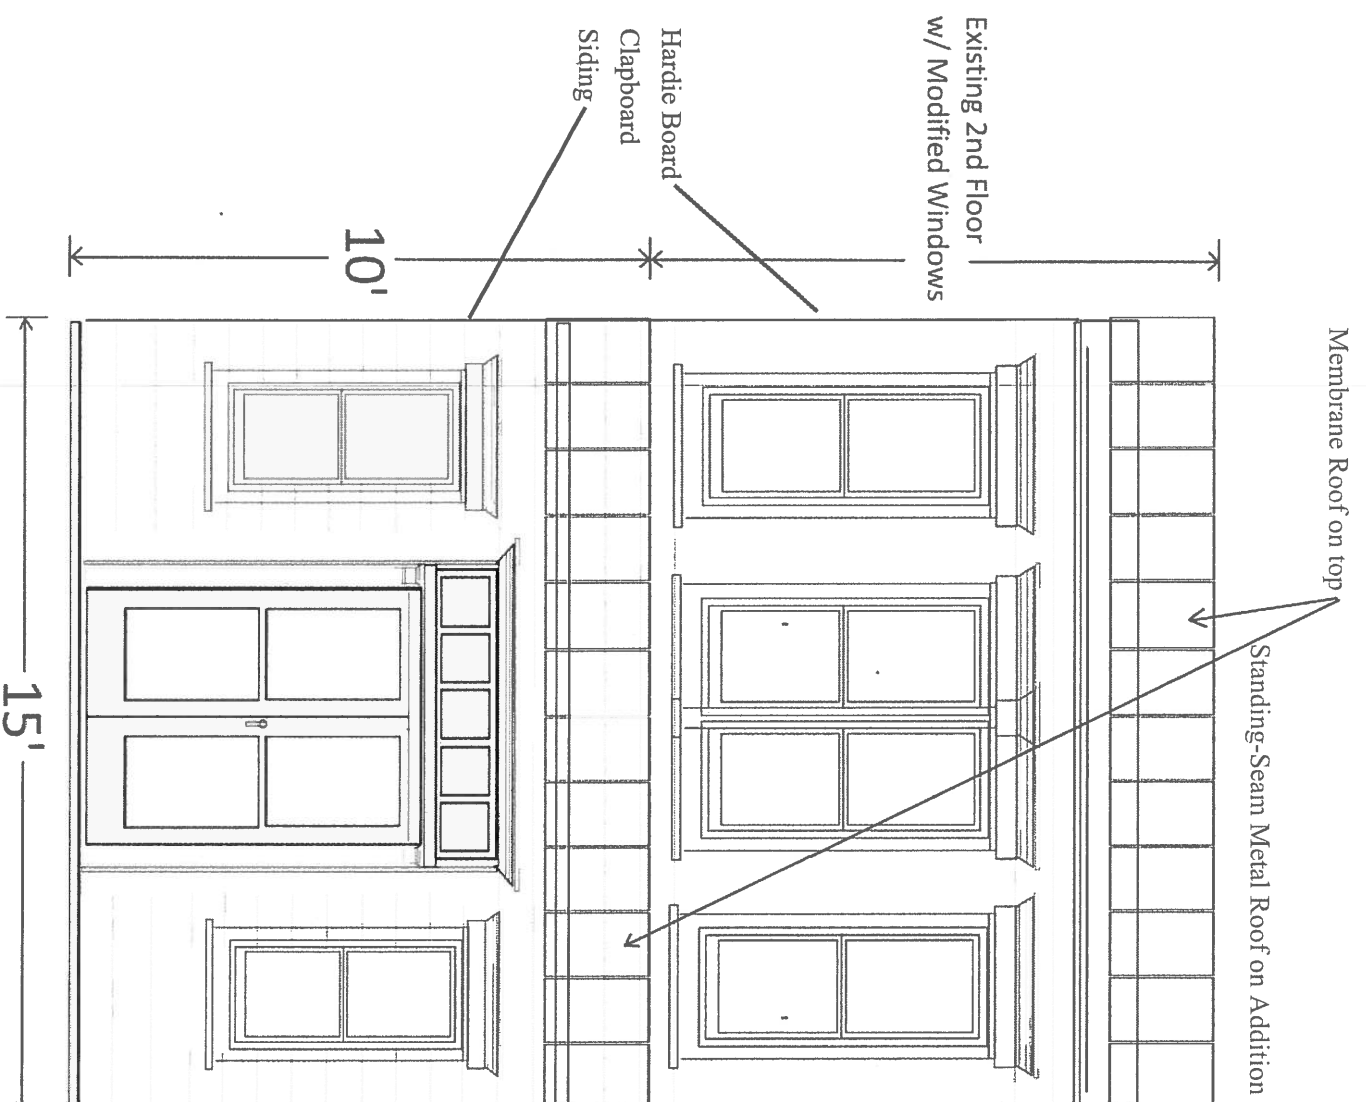 Membrane Roof on top
Standing-Seam Metal Roof on Addition
Existing 2nd Floor
w/ Modified Windows
Hardie Board
Clapboard
Siding
10'
15'